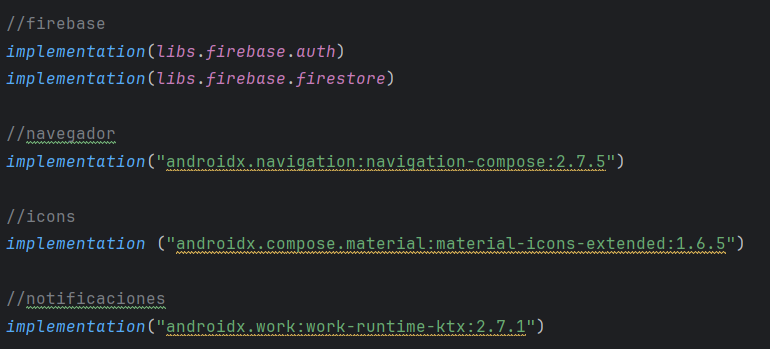 //firebase
implementation(libs.firebase.auth)
implementation(libs.firebase.firestore)
//navegador
implementation("androidx.navigation:navigation-compose:2.7.5")
//icons
implementation ("androidx.compose.material:material-icons-extended:1.6.5")
//notificaciones
implementation("androidx.work:work-runtime-ktx:2.7.1")